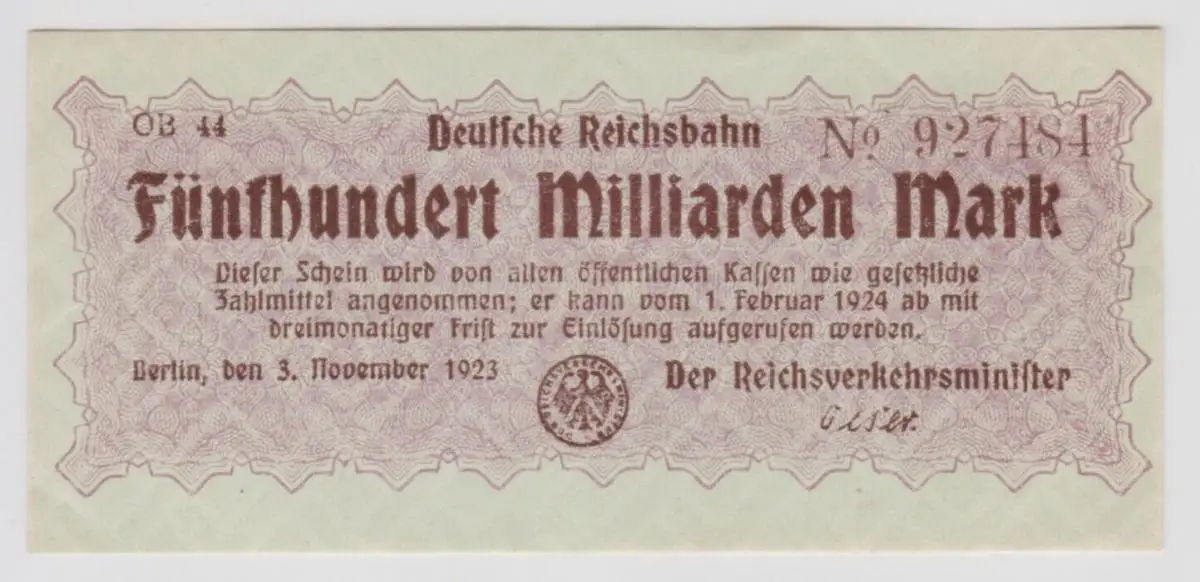 OB 44
Deutsche Reichsbahn
No. 927484
Fünfhundert Milliarden Mark
Dieser Schein wird von allen öffentlichen Kassen wie gesetzliche
Zahlmittel angenommen; er kann vom 1. Februar 1924 ab mit
dreimonatiger Frist zur Einlösung aufgerufen werden.
Berlin, den 3. November 1923
Der Reichsverkehrsminister
Oeser.